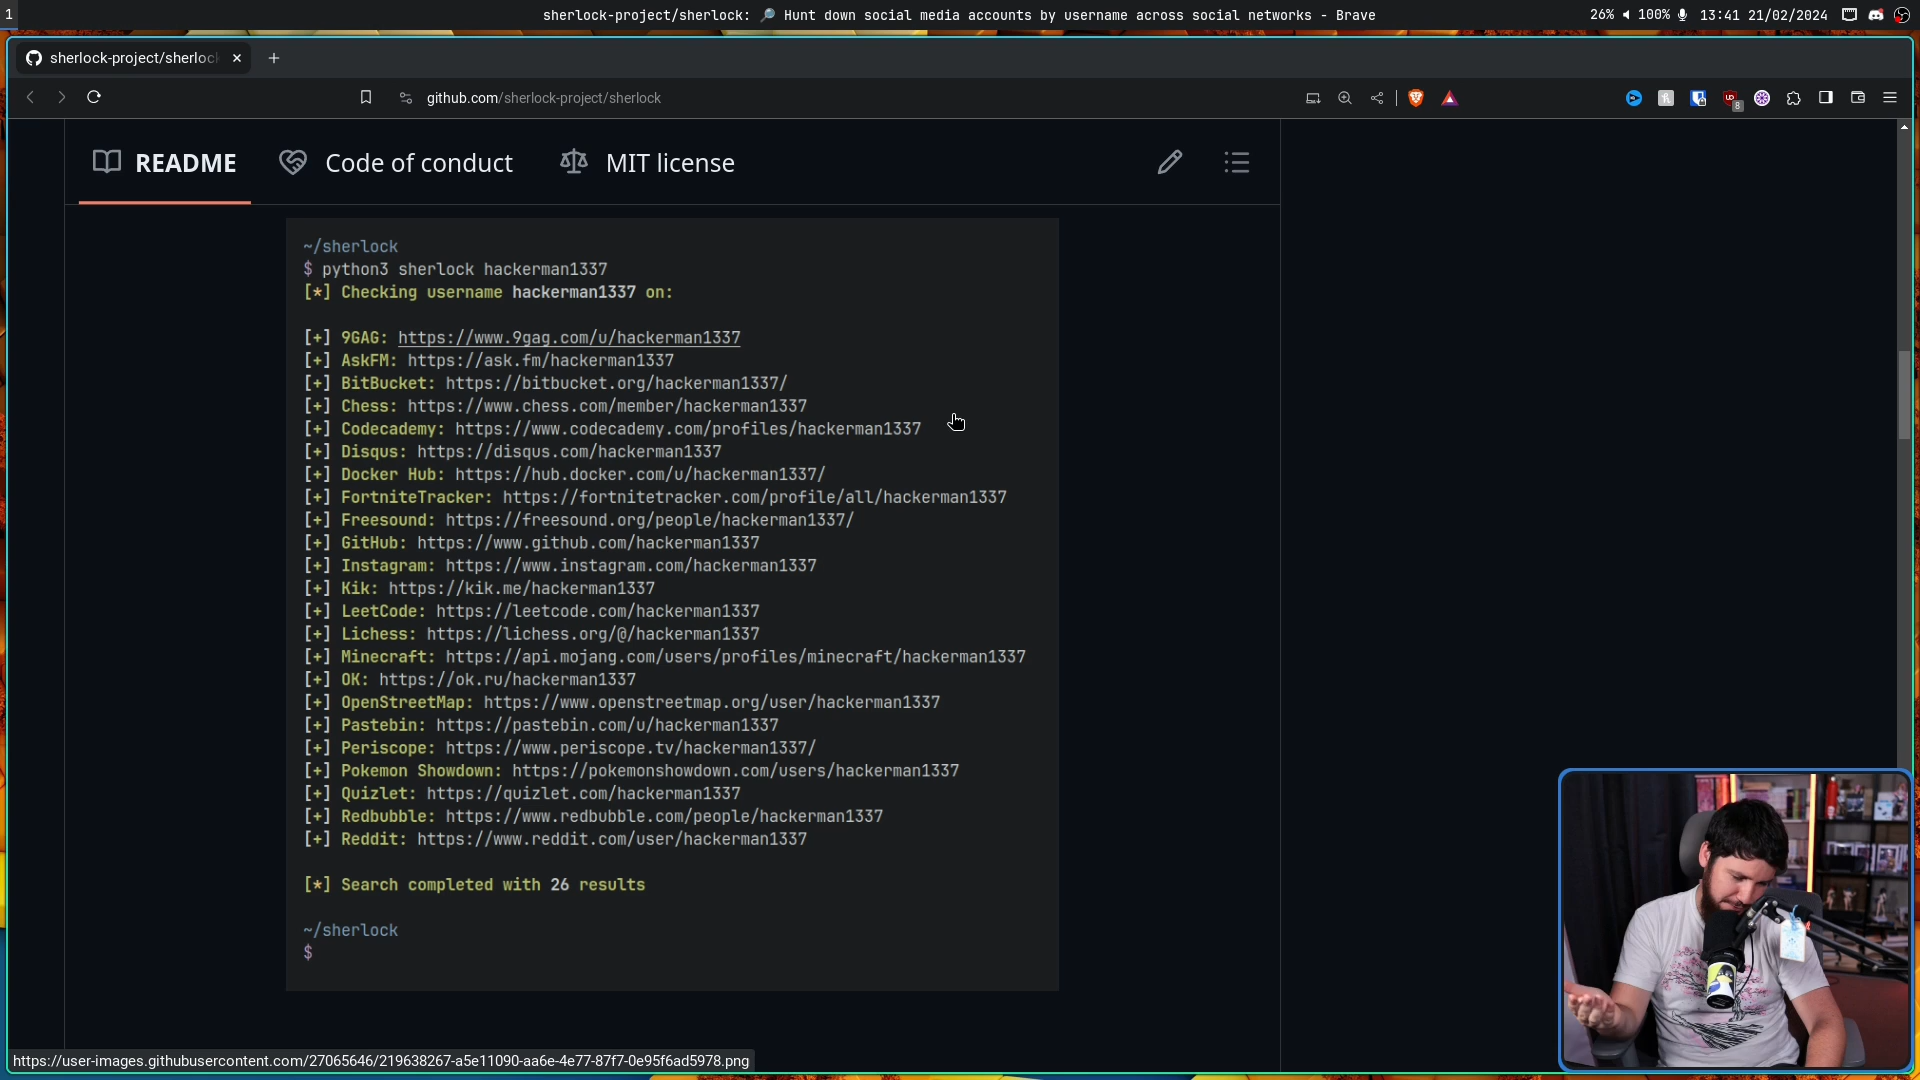 1
sherlock-project/sherlock: 🔎 Hunt down social media accounts by username across social networks - Brave
26% 100% 13:41 21/02/2024
sherlock-project/sherloc
github.com/sherlock-project/sherlock
8
README Code of conduct MIT license
~/sherlock
$ python3 sherlock hackerman1337
[*] Checking username hackerman1337 on:
[+] 9GAG: https://www.9gag.com/u/hackerman1337
[+] AskFM: https://ask.fm/hackerman1337
[+] BitBucket: https://bitbucket.org/hackerman1337/
[+] Chess: https://www.chess.com/member/hackerman1337
[+] Codecademy: https://www.codecademy.com/profiles/hackerman1337
[+] Disqus: https://disqus.com/hackerman1337
[+] Docker Hub: https://hub.docker.com/u/hackerman1337/
[+] FortniteTracker: https://fortnitetracker.com/profile/all/hackerman1337
[+] Freesound: https://freesound.org/people/hackerman1337/
[+] GitHub: https://www.github.com/hackerman1337
[+] Instagram: https://www.instagram.com/hackerman1337
[+] Kik: https://kik.me/hackerman1337
[+] LeetCode: https://leetcode.com/hackerman1337
[+] Lichess: https://lichess.org/@/hackerman1337
[+] Minecraft: https://api.mojang.com/users/profiles/minecraft/hackerman1337
[+] OK: https://ok.ru/hackerman1337
[+] OpenStreetMap: https://www.openstreetmap.org/user/hackerman1337
[+] Pastebin: https://pastebin.com/u/hackerman1337
[+] Periscope: https://www.periscope.tv/hackerman1337/
[+] Pokemon Showdown: https://pokemonshowdown.com/users/hackerman1337
[+] Quizlet: https://quizlet.com/hackerman1337
[+] Redbubble: https://www.redbubble.com/people/hackerman1337
[+] Reddit: https://www.reddit.com/user/hackerman1337
[*] Search completed with 26 results
~/sherlock
$
https://user-images.githubusercontent.com/27065646/219638267-a5e11090-aa6e-4e77-87f7-0e95f6ad5978.png